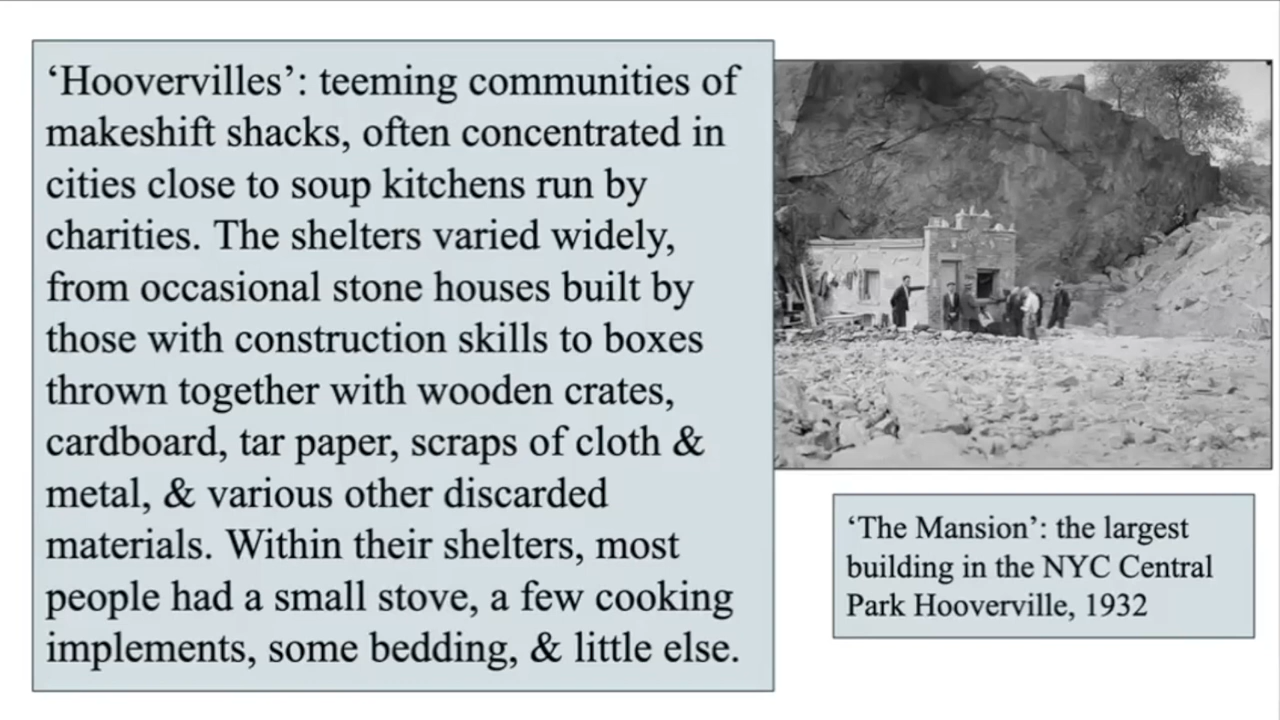 ‘Hoovervilles’: teeming communities of
makeshift shacks, often concentrated in
cities close to soup kitchens run by
charities. The shelters varied widely,
from occasional stone houses built by
those with construction skills to boxes
thrown together with wooden crates,
cardboard, tar paper, scraps of cloth &
metal, & various other discarded
materials. Within their shelters, most
people had a small stove, a few cooking
implements, some bedding, & little else.
‘The Mansion’: the largest
building in the NYC Central
Park Hooverville, 1932